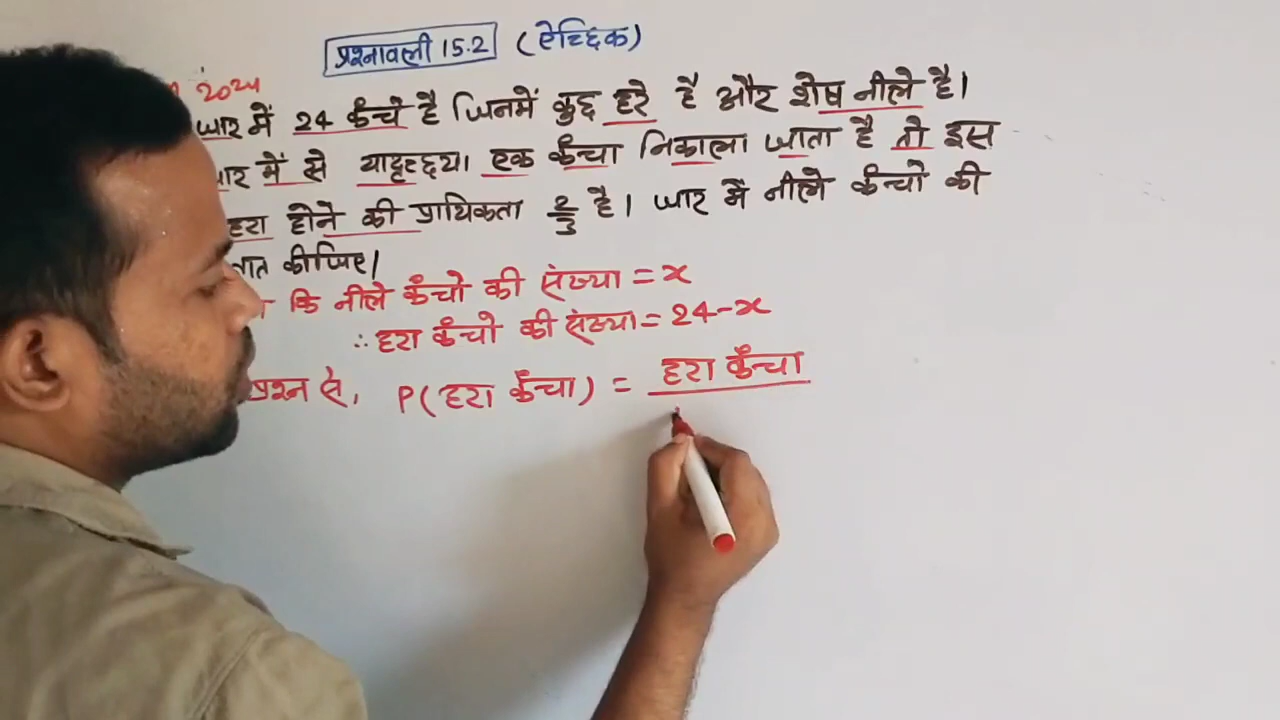 प्रश्नावली 15.2 (ऐच्छिक)
2024
जार में 24 कंचे है जिनमें कुछ हरे है और शेष नीले है।
में से यादृच्छया एक कंचा निकाला जाता है तो इस
हरा होने की प्रायिकता 2/3 है। जार में नीले कंचो की
कीजिए।
कि नीले कंचो की संख्या = x
∴ हरा कंचो की संख्या = 24-x
प्रश्न से, P(हरा कंचा) = हरा कंचा